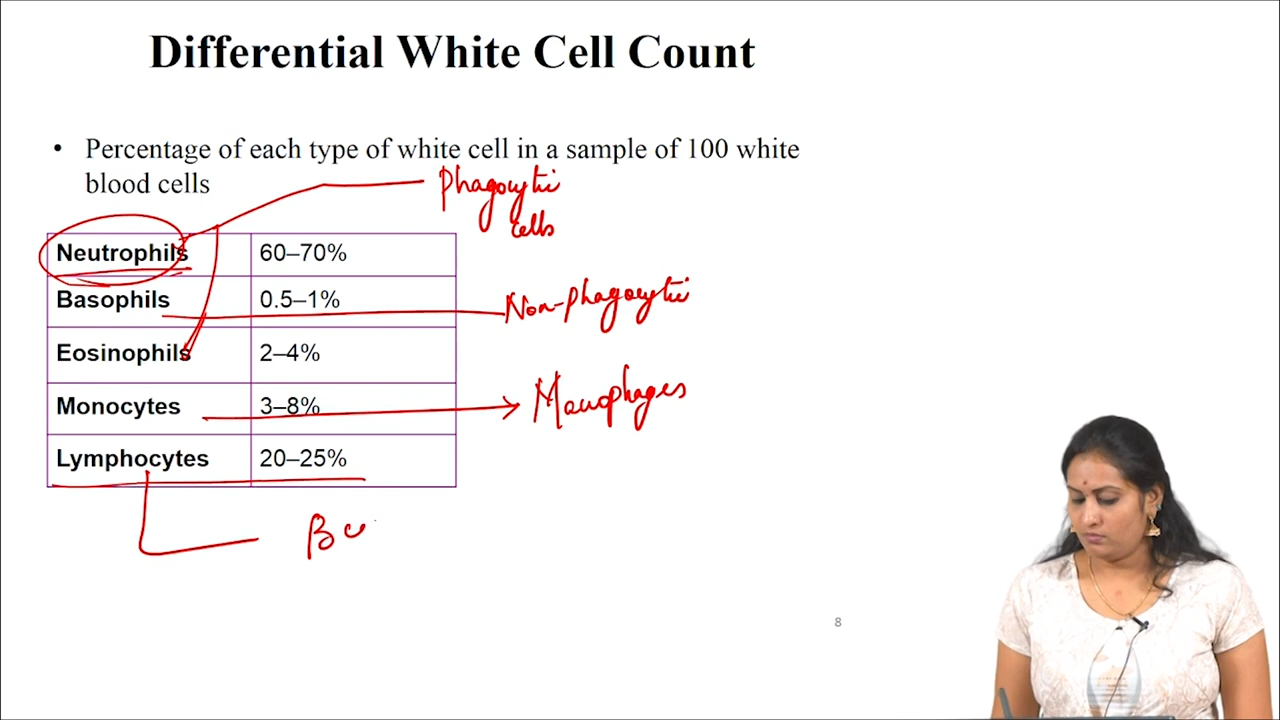 Differential White Cell Count
• Percentage of each type of white cell in a sample of 100 white
blood cells
Phagocytic
cells
Neutrophils 60–70%
Basophils 0.5–1%
Non-phagocytic
Eosinophils 2–4%
Monocytes 3–8%
Macrophages
Lymphocytes 20–25%
B
8